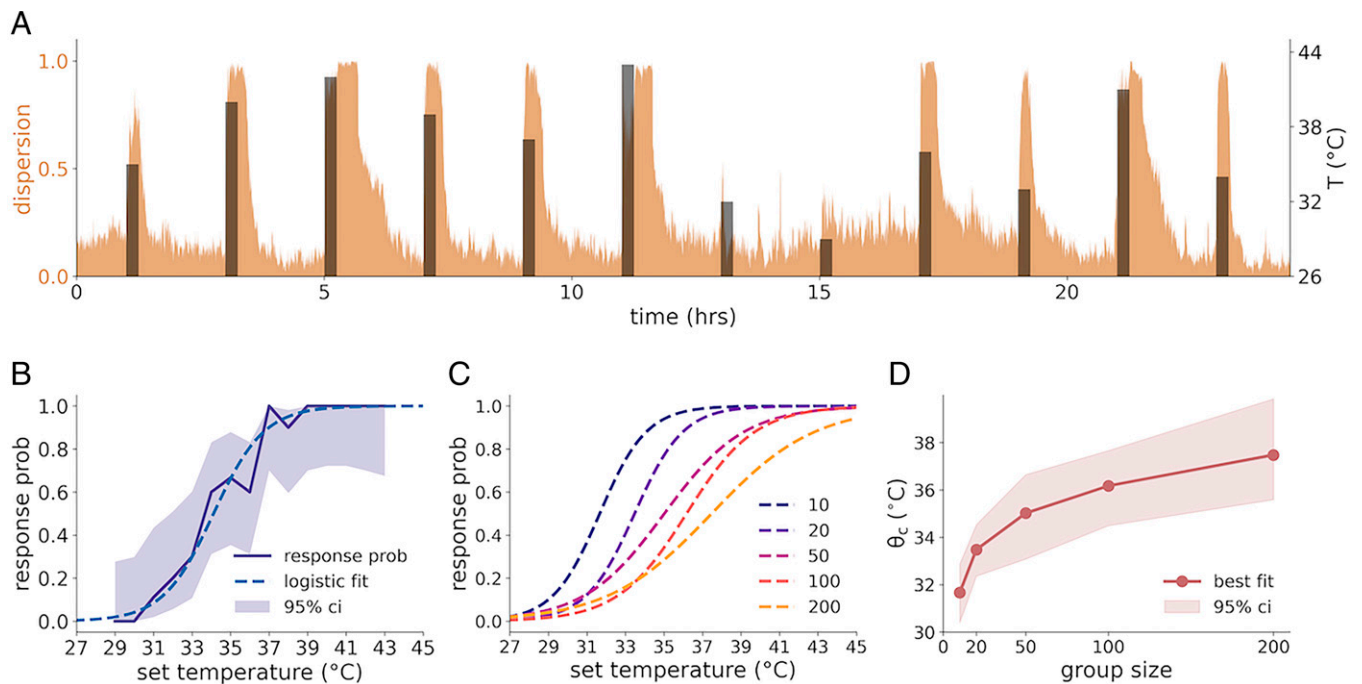 A
dispersion
1.0
0.5
0.0
44
38
32
26
T (°C)
0 5 10 15 20
time (hrs)
B
response prob
1.0
0.8
0.6
0.4
0.2
0.0
response prob
logistic fit
95% ci
27 29 31 33 35 37 39 41 43 45
set temperature (°C)
C
response prob
1.0
0.8
0.6
0.4
0.2
0.0
10
20
50
100
200
27 29 31 33 35 37 39 41 43 45
set temperature (°C)
D
θc (°C)
38
36
34
32
30
best fit
95% ci
0 20 50 100 200
group size